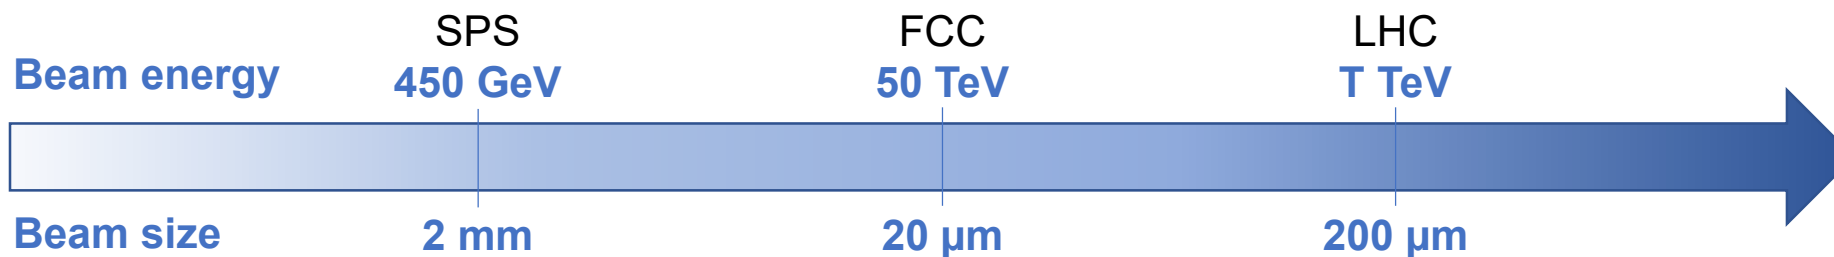 SPS FCC LHC
Beam energy 450 GeV 50 TeV T TeV
Beam size 2 mm 20 µm 200 µm